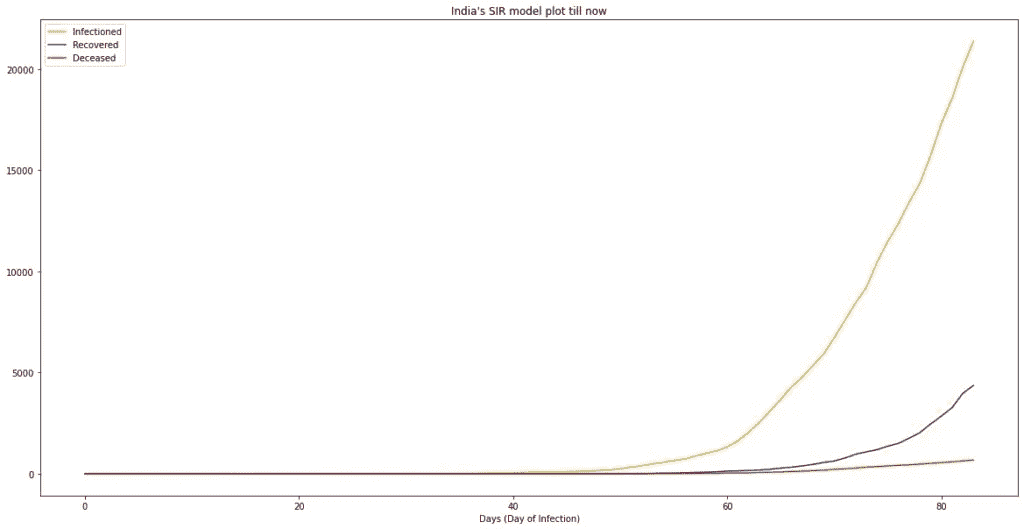 India's SIR model plot till now
Infectioned
Recovered
Deceased
20000
15000
10000
5000
0
0 20 40 60 80
Days (Day of Infection)